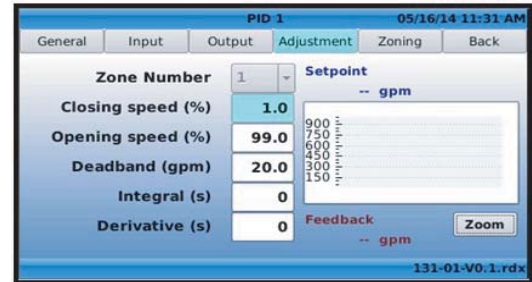 PID 1 05/16/14 11:31 AM
General Input Output Adjustment Zoning Back
Zone Number 1
Closing speed (%) 1.0
Opening speed (%) 99.0
Deadband (gpm) 20.0
Integral (s) 0
Derivative (s) 0
Setpoint
-- gpm
900
750
600
450
300
150
Feedback
-- gpm
Zoom
131-01-V0.1.rdx